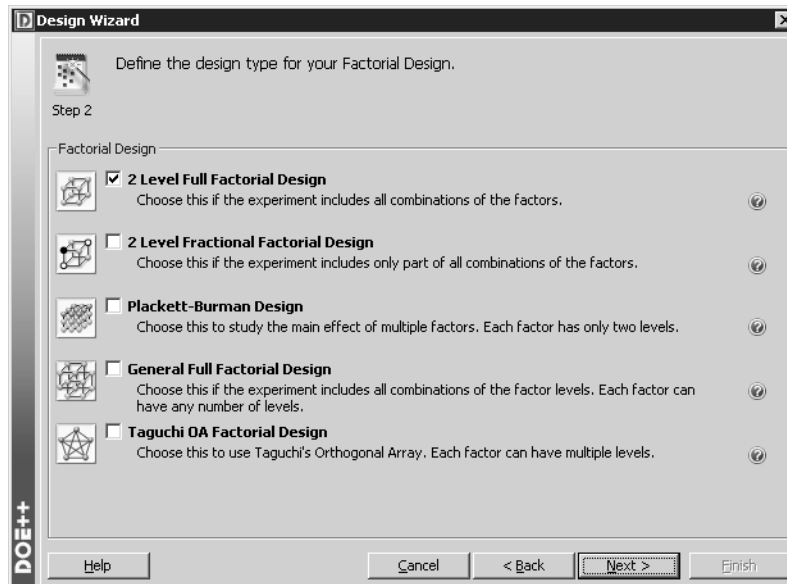 Design Wizard
Define the design type for your Factorial Design.
Step 2
Factorial Design
2 Level Full Factorial Design
Choose this if the experiment includes all combinations of the factors.
2 Level Fractional Factorial Design
Choose this if the experiment includes only part of all combinations of the factors.
Plackett-Burman Design
Choose this to study the main effect of multiple factors. Each factor has only two levels.
General Full Factorial Design
Choose this if the experiment includes all combinations of the factor levels. Each factor can
have any number of levels.
Taguchi OA Factorial Design
Choose this to use Taguchi's Orthogonal Array. Each factor can have multiple levels.
DOE++
Help
Cancel
< Back
Next >
Finish